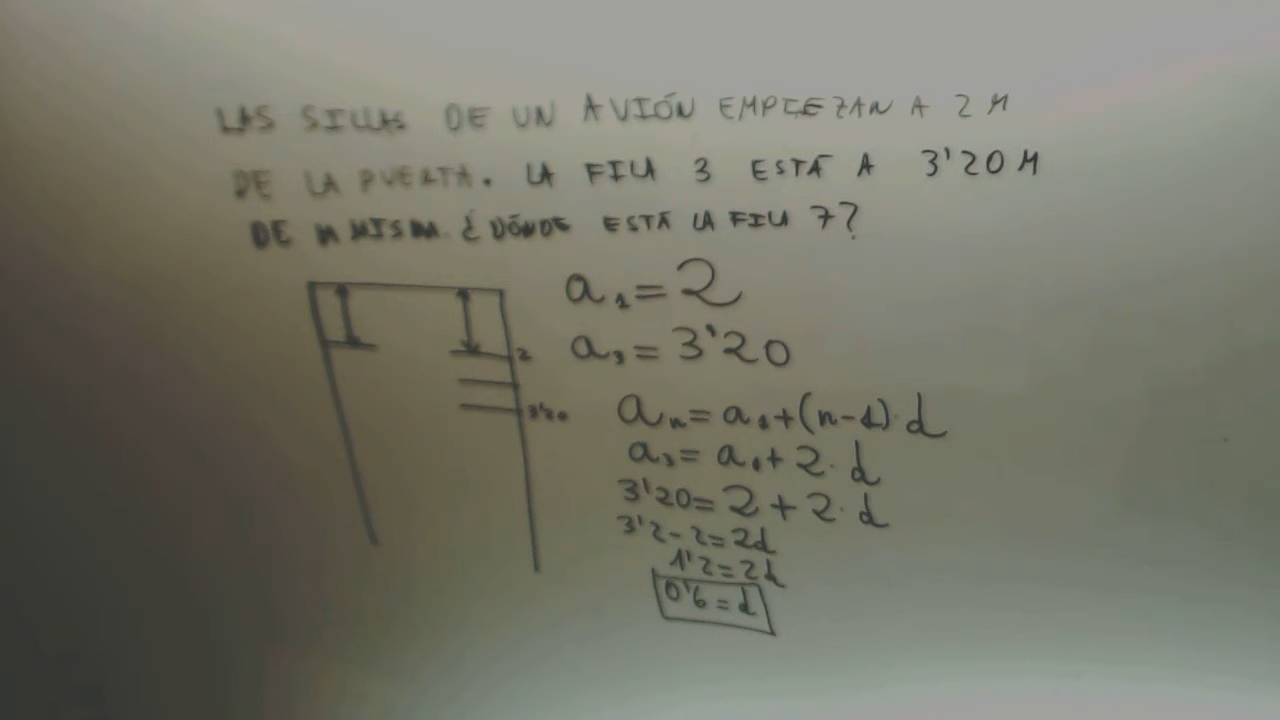 LAS SILLAS DE UN AVIÓN EMPIEZAN A 2 M
DE LA PUERTA. LA FILA 3 ESTÁ A 3'20 M
DE LA MISMA ¿DÓNDE ESTÁ LA FILA 7?
a₁ = 2
2
a₃ = 3'20
3'20
aₙ = a₁ + (n-1)·d
a₃ = a₁ + 2·d
3'20 = 2 + 2·d
3'2 - 2 = 2d
1'2 = 2d
0'6 = d